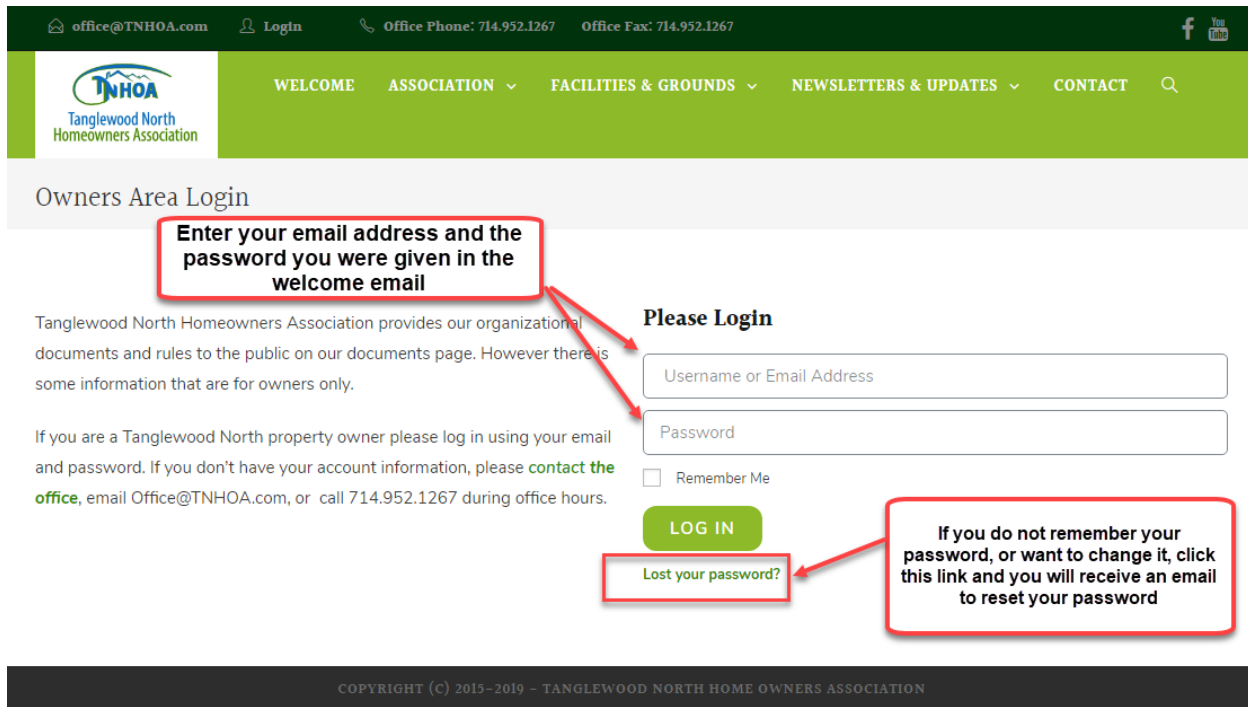 office@TNHOA.com Login Office Phone: 714.952.1267 Office Fax: 714.952.1267
You
Tube
TNHOA
Tanglewood North
Homeowners Association
WELCOME ASSOCIATION FACILITIES & GROUNDS NEWSLETTERS & UPDATES CONTACT
Owners Area Login
Enter your email address and the
password you were given in the
welcome email
Tanglewood North Homeowners Association provides our organizational
documents and rules to the public on our documents page. However there is
some information that are for owners only.
If you are a Tanglewood North property owner please log in using your email
and password. If you don't have your account information, please contact the
office, email Office@TNHOA.com, or call 714.952.1267 during office hours.
Please Login
Username or Email Address
Password
Remember Me
LOG IN
Lost your password?
If you do not remember your
password, or want to change it, click
this link and you will receive an email
to reset your password
COPYRIGHT (C) 2015-2019 - TANGLEWOOD NORTH HOME OWNERS ASSOCIATION